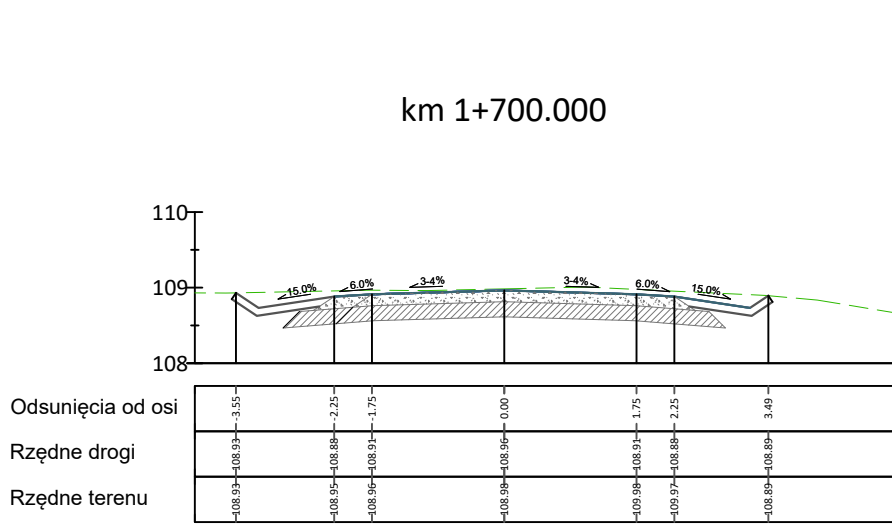 km 1+700.000
110
109
108
15.0% 6.0% 3-4% 3-4% 6.0% 15.0%
Odsunięcia od osi -3.55 -2.25 -1.75 0.00 1.75 2.25 3.49
Rzędne drogi 108.93 108.88 108.91 108.96 108.91 108.88 108.89
Rzędne terenu 108.93 108.95 108.96 108.98 109.98 109.97 108.89